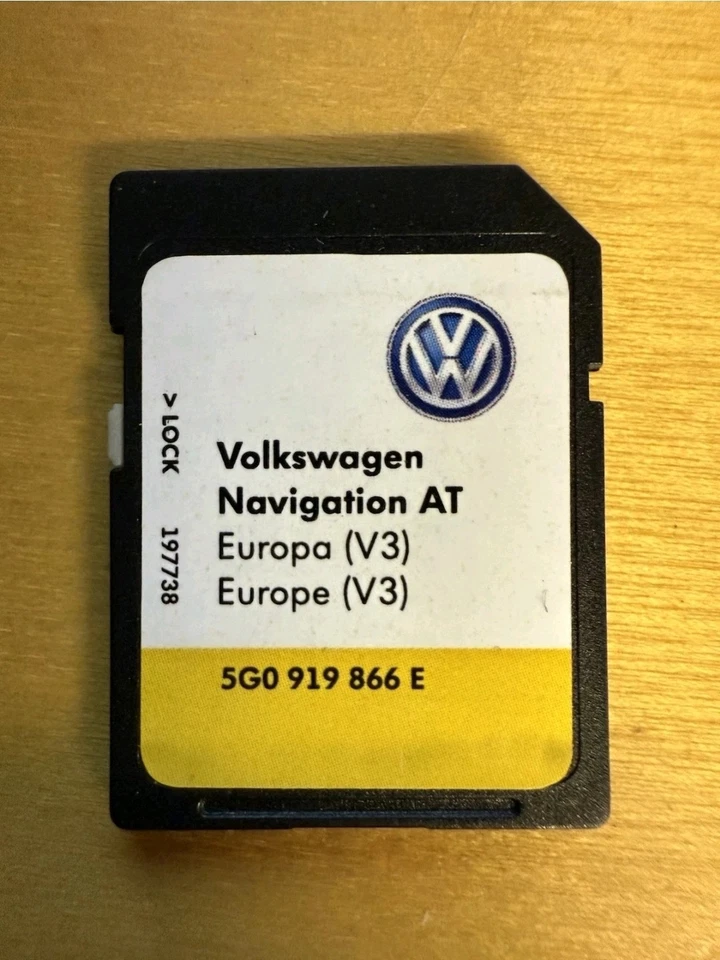 > LOCK
197738
Volkswagen
Navigation AT
Europa (V3)
Europe (V3)
5G0 919 866 E